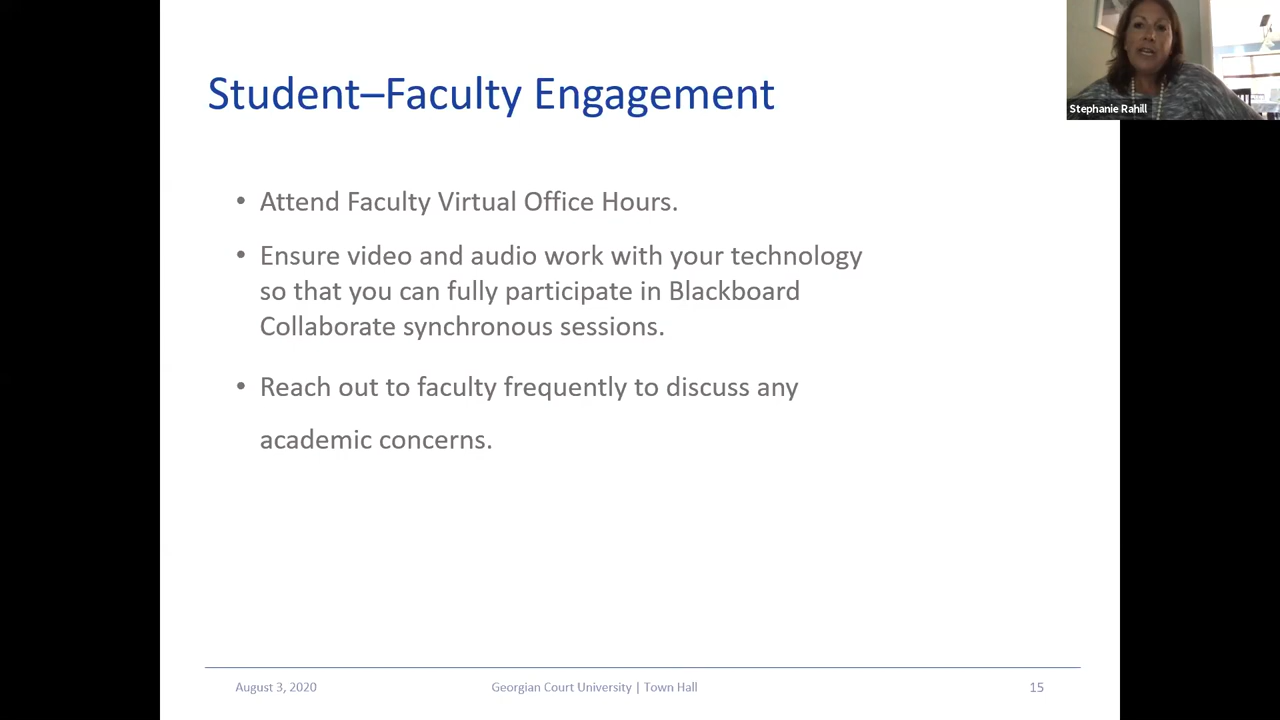 Stephanie Rahill
Student–Faculty Engagement
• Attend Faculty Virtual Office Hours.
• Ensure video and audio work with your technology
so that you can fully participate in Blackboard
Collaborate synchronous sessions.
• Reach out to faculty frequently to discuss any
academic concerns.
August 3, 2020
Georgian Court University | Town Hall
15